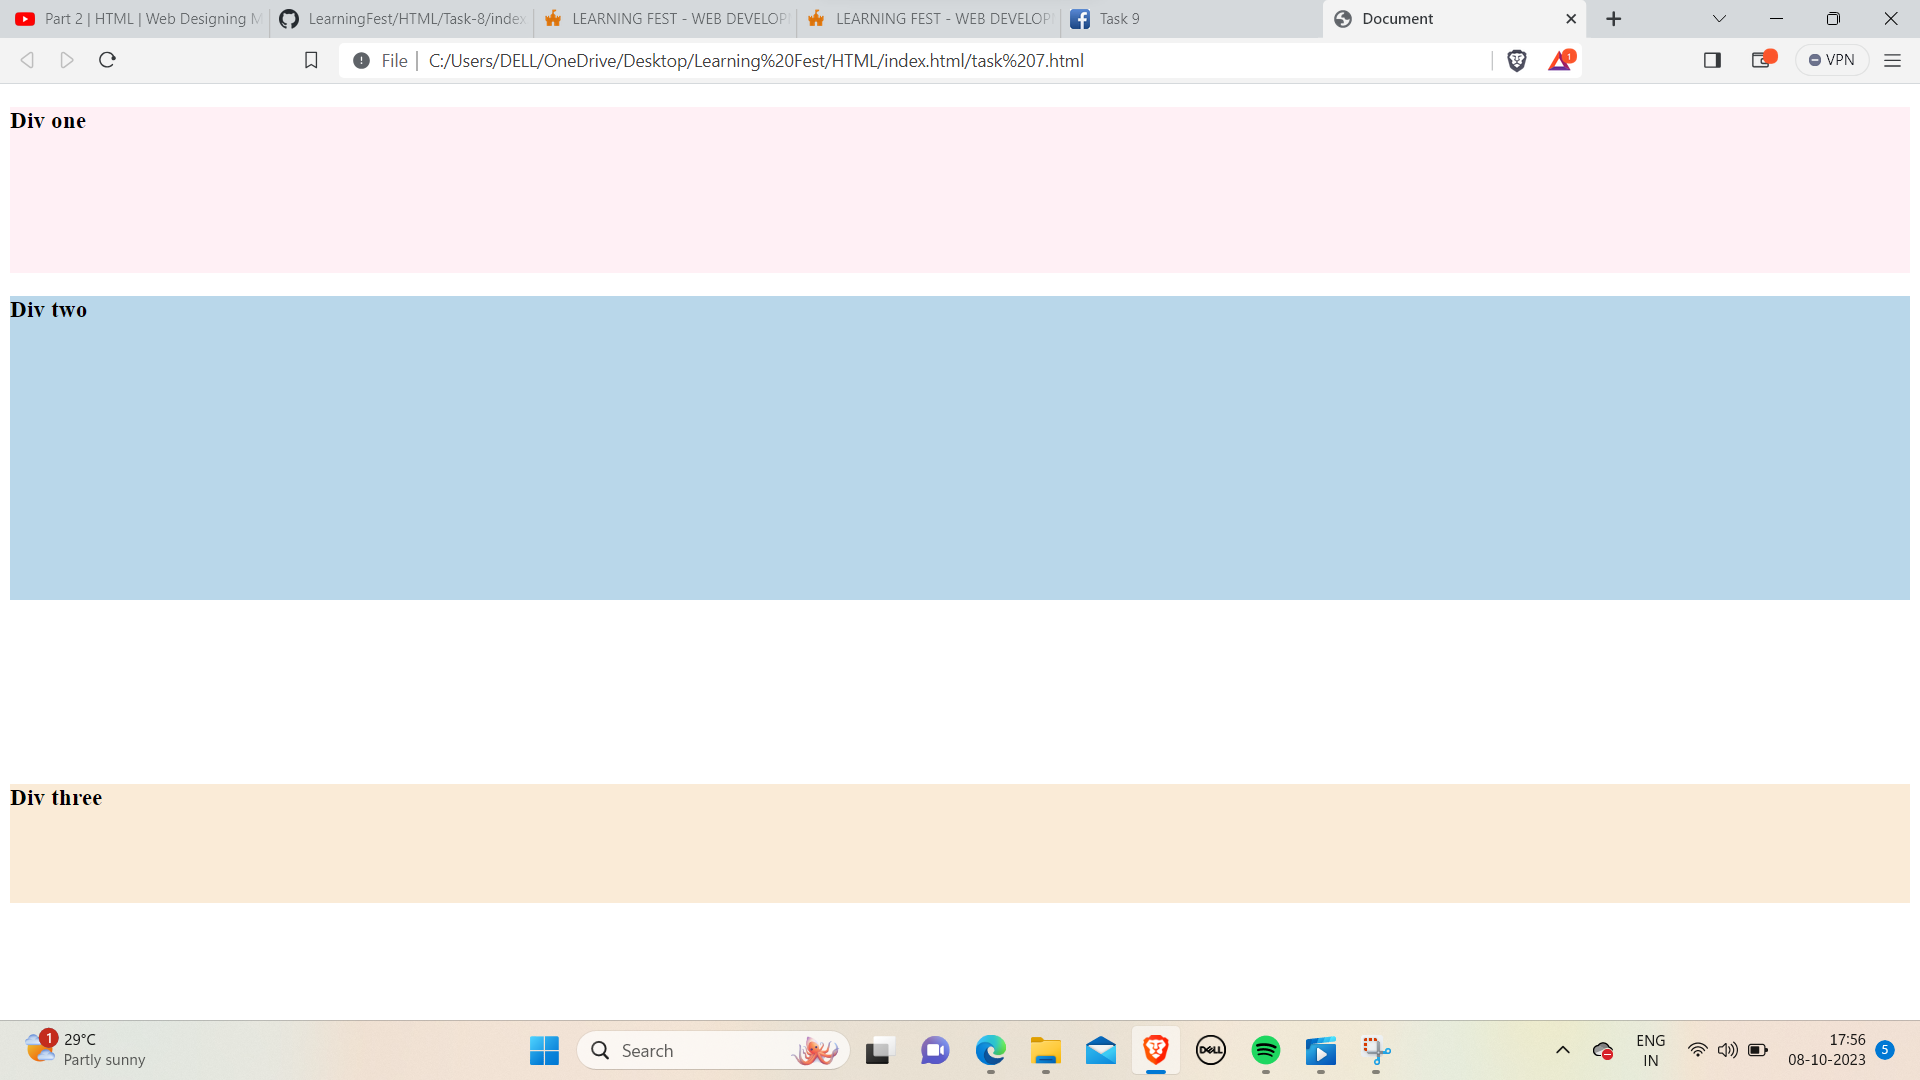 Part 2 | HTML | Web Designing M
LearningFest/HTML/Task-8/index
LEARNING FEST - WEB DEVELOP
LEARNING FEST - WEB DEVELOP
Task 9
Document
File
C:/Users/DELL/OneDrive/Desktop/Learning%20Fest/HTML/index.html/task%207.html
1
VPN
Div one
Div two
Div three
1
29°C
Partly sunny
Search
DELL
ENG
IN
17:56
08-10-2023
5